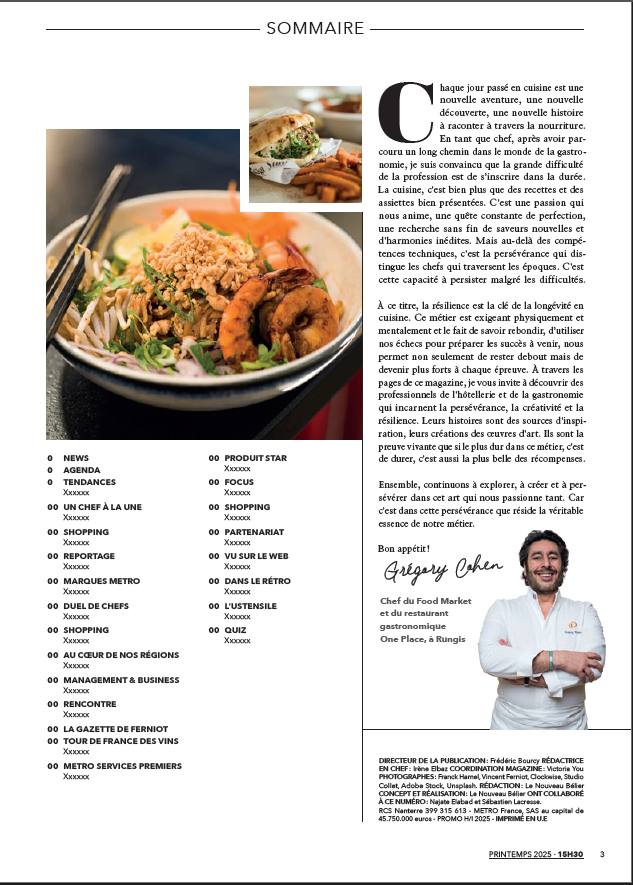 SOMMAIRE
Chaque jour passé en cuisine est une
nouvelle aventure, une nouvelle
découverte, une nouvelle histoire
à raconter à travers la nourriture.
En tant que chef, après avoir par-
couru un long chemin dans le monde de la gastro-
nomie, je suis convaincu que la grande difficulté
de la profession est de s'inscrire dans la durée.
La cuisine, c'est bien plus que des recettes et des
assiettes bien présentées. C'est une passion qui
nous anime, une quête constante de perfection,
une recherche sans fin de saveurs nouvelles et
d'harmonies inédites. Mais au-delà des compé-
tences techniques, c'est la persévérance qui dis-
tingue les chefs qui traversent les époques. C'est
cette capacité à persister malgré les difficultés.
À ce titre, la résilience est la clé de la longévité en
cuisine. Ce métier est exigeant physiquement et
mentalement et le fait de savoir rebondir, d'utiliser
nos échecs pour préparer les succès à venir, nous
permet non seulement de rester debout mais de
devenir plus forts à chaque épreuve. À travers les
pages de ce magazine, je vous invite à découvrir des
professionnels de l'hôtellerie et de la gastronomie
qui incarnent la persévérance, la créativité et la
résilience. Leurs histoires sont des sources d'inspi-
ration, leurs créations des œuvres d'art. Ils sont la
preuve vivante que si le plus dur dans ce métier, c'est
de durer, c'est aussi la plus belle des récompenses.
Ensemble, continuons à explorer, à créer et à per-
sévérer dans cet art qui nous passionne tant. Car
c'est dans cette persévérance que réside la véritable
essence de notre métier.
Bon appétit !
Grégory Cohen
Chef du Food Market
et du restaurant
gastronomique
One Place, à Rungis
0 NEWS
0 AGENDA
0 TENDANCES
Xxxxxx
00 UN CHEF À LA UNE
Xxxxxx
00 SHOPPING
Xxxxxx
00 REPORTAGE
Xxxxxx
00 MARQUES METRO
Xxxxxx
00 DUEL DE CHEFS
Xxxxxx
00 SHOPPING
Xxxxxx
00 AU CŒUR DE NOS RÉGIONS
Xxxxxx
00 MANAGEMENT & BUSINESS
Xxxxxx
00 RENCONTRE
Xxxxxx
00 LA GAZETTE DE FERNIOT
00 TOUR DE FRANCE DES VINS
Xxxxxx
00 METRO SERVICES PREMIERS
Xxxxxx
00 PRODUIT STAR
Xxxxxx
00 FOCUS
Xxxxxx
00 SHOPPING
Xxxxxx
00 PARTENARIAT
Xxxxxx
00 VU SUR LE WEB
Xxxxxx
00 DANS LE RÉTRO
Xxxxxx
00 L'USTENSILE
Xxxxxx
00 QUIZ
Xxxxxx
DIRECTEUR DE LA PUBLICATION : Frédéric Bourcy RÉDACTRICE
EN CHEF : Irène Elbaz COORDINATION MAGAZINE : Victoria You
PHOTOGRAPHES : Franck Hamel, Vincent Ferniot, Clockwise, Studio
Collet, Adobe Stock, Unsplash. RÉDACTION : Le Nouveau Bélier
CONCEPT ET RÉALISATION : Le Nouveau Bélier ONT COLLABORÉ
À CE NUMÉRO : Najate Elabad et Sébastien Lacresse.
RCS Nanterre 399 315 613 - METRO France, SAS au capital de
45.750.000 euros - PROMO H/I 2025 - IMPRIMÉ EN U.E
PRINTEMPS 2025 - 15H30 3